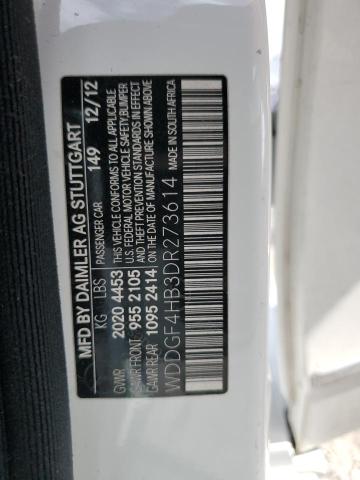 MFD BY DAIMLER AG STUTTGART
PASSENGER CAR 149 12/12
KG LBS
GVWR 2020 4453
GAWR FRONT: 955 2105
GAWR REAR 1095 2414
THIS VEHICLE CONFORMS TO ALL APPLICABLE
U.S. FEDERAL MOTOR VEHICLE SAFETY, BUMPER
AND THEFT PREVENTION STANDARDS IN EFFECT
ON THE DATE OF MANUFACTURE SHOWN ABOVE
WDDGF4HB3DR273614
MADE IN SOUTH AFRICA